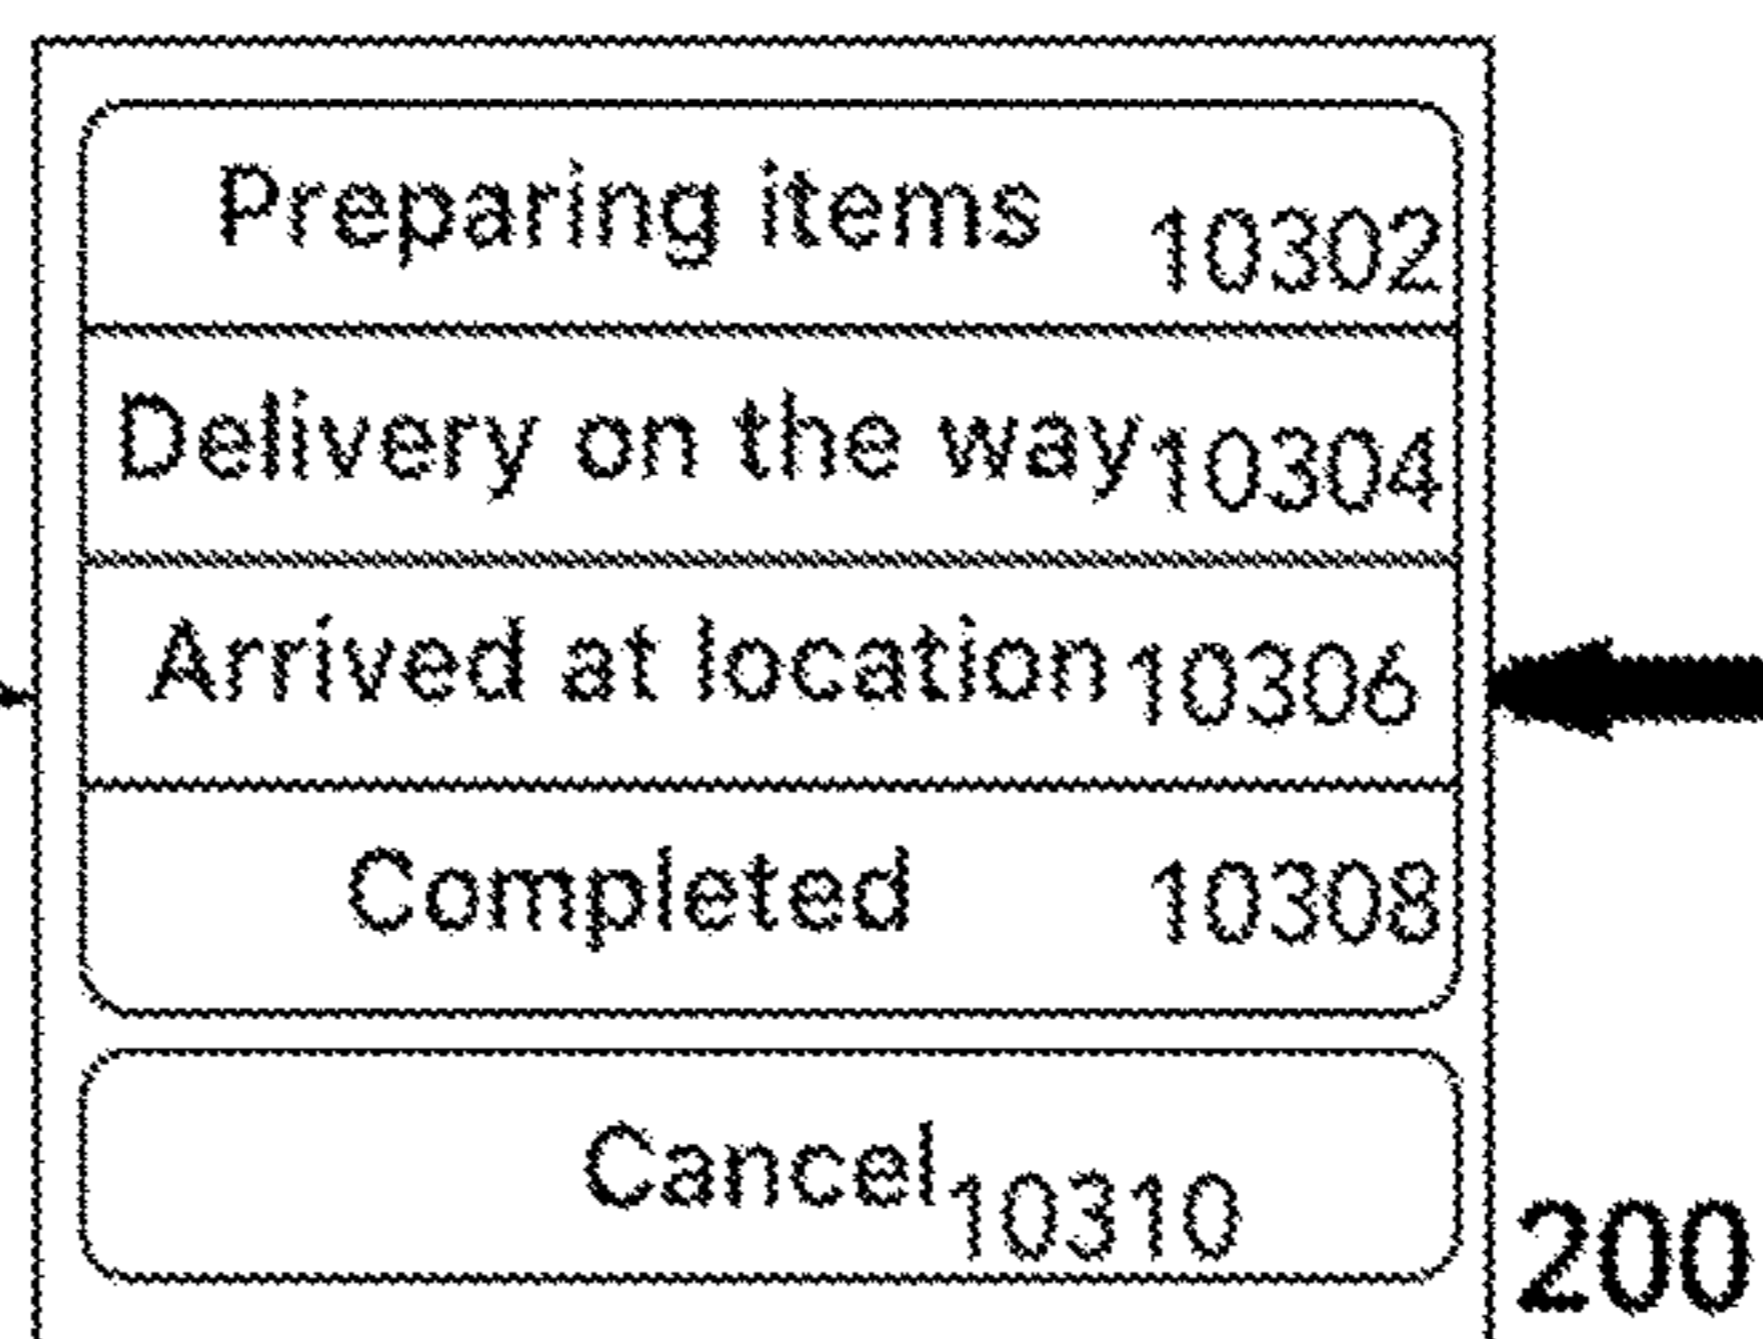 Preparing items 10302
Delivery on the way 10304
Arrived at location 10306
Completed 10308
Cancel 10310
200